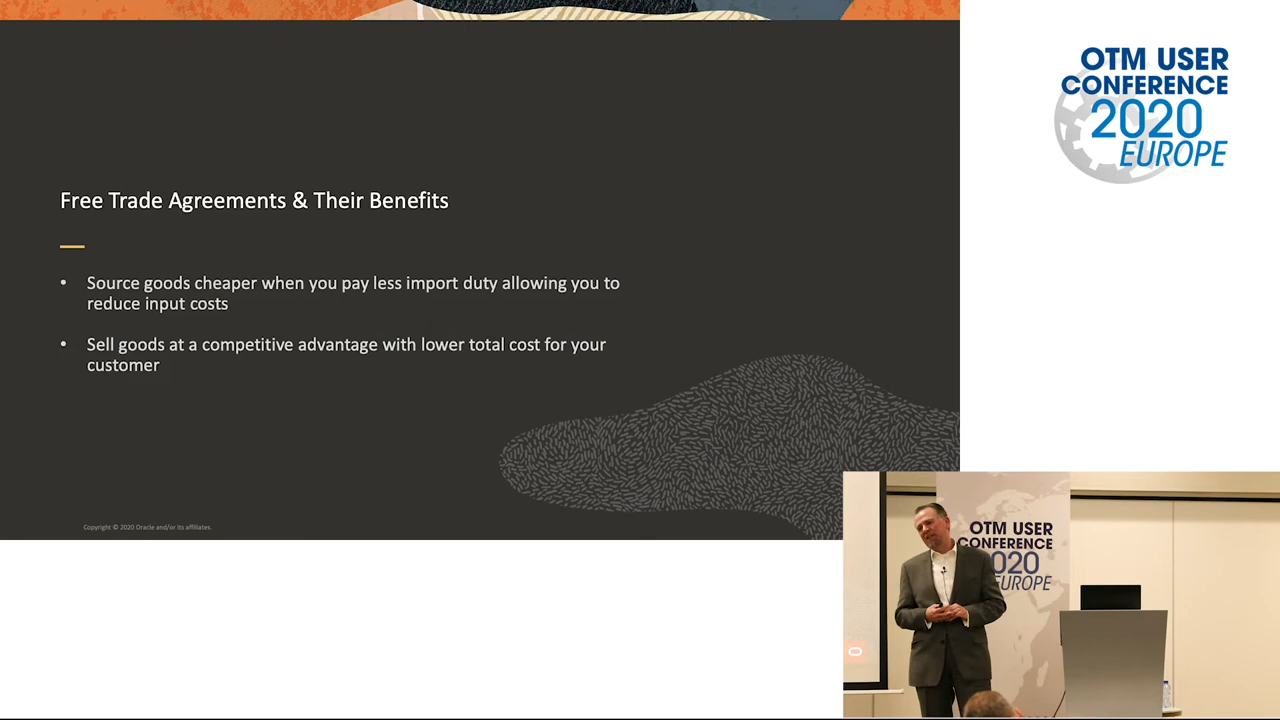 OTM USER
CONFERENCE
2020
EUROPE
Free Trade Agreements & Their Benefits
• Source goods cheaper when you pay less import duty allowing you to
reduce input costs
• Sell goods at a competitive advantage with lower total cost for your
customer
Copyright © 2020 Oracle and/or its affiliates.
OTM USER
CONFERENCE
020
EUROPE